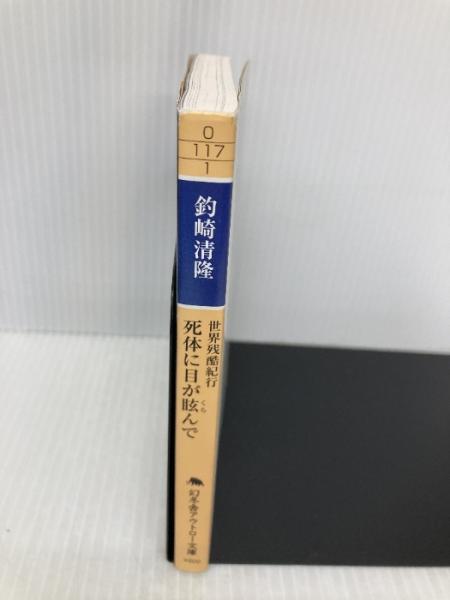 0
117
1
釣崎清隆
世界残酷紀行
死体に目が眩んで
くら
幻冬舎アウトロー文庫